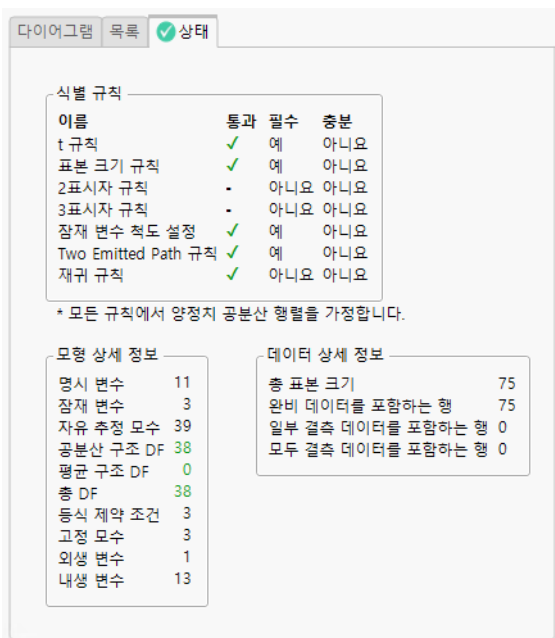 다이어그램 목록 상태
식별 규칙
이름 통과 필수 충분
t 규칙 ✓ 예 아니요
표본 크기 규칙 ✓ 예 아니요
2표시자 규칙 - 아니요 아니요
3표시자 규칙 - 아니요 아니요
잠재 변수 척도 설정 ✓ 예 아니요
Two Emitted Path 규칙 ✓ 예 아니요
재귀 규칙 ✓ 아니요 아니요
* 모든 규칙에서 양정치 공분산 행렬을 가정합니다.
모형 상세 정보
명시 변수 11
잠재 변수 3
자유 추정 모수 39
공분산 구조 DF 38
평균 구조 DF 0
총 DF 38
등식 제약 조건 3
고정 모수 3
외생 변수 1
내생 변수 13
데이터 상세 정보
총 표본 크기 75
완비 데이터를 포함하는 행 75
일부 결측 데이터를 포함하는 행 0
모두 결측 데이터를 포함하는 행 0